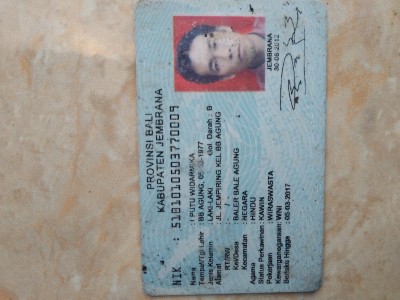 PROVINSI BALI
KABUPATEN JEMBRANA
NIK : 5101010503770009
Nama : I PUTU WIDARMIKA
Tempat/Tgl Lahir : BB AGUNG, 05-03-1977
Jenis Kelamin : LAKI-LAKI Gol. Darah : B
Alamat : JL. JEMPIRING KEL BB AGUNG
RT/RW : - / -
Kel/Desa : BALER BALE AGUNG
Kecamatan : NEGARA
Agama : HINDU
Status Perkawinan : KAWIN
Pekerjaan : WIRASWASTA
Kewarganegaraan : WNI
Berlaku Hingga : 05-03-2017
JEMBRANA
30-06-2012